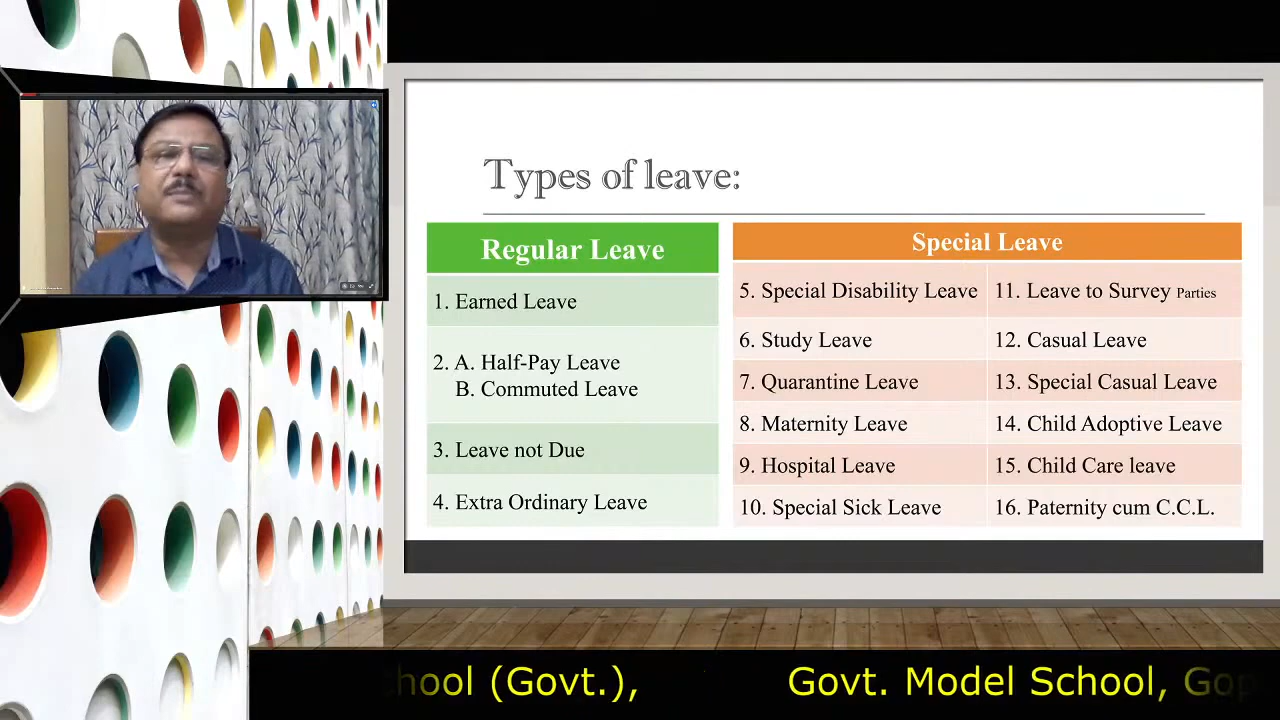 Types of leave:
Regular Leave
1. Earned Leave
2. A. Half-Pay Leave
B. Commuted Leave
3. Leave not Due
4. Extra Ordinary Leave
Special Leave
5. Special Disability Leave
6. Study Leave
7. Quarantine Leave
8. Maternity Leave
9. Hospital Leave
10. Special Sick Leave
11. Leave to Survey Parties
12. Casual Leave
13. Special Casual Leave
14. Child Adoptive Leave
15. Child Care leave
16. Paternity cum C.C.L.
hool (Govt.), Govt. Model School, Gop